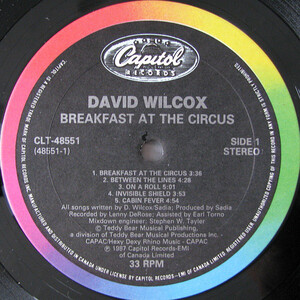 Capitol
RECORDS
DAVID WILCOX
BREAKFAST AT THE CIRCUS
CLT-48551
(48551-1)
SIDE 1
STEREO
1. BREAKFAST AT THE CIRCUS 3:36
2. BETWEEN THE LINES 4:28
3. ON A ROLL 5:01
4. INVISIBLE SHIELD 3:53
5. CABIN FEVER 4:04
All songs written by D. Wilcox/Sadia; Produced by Sadia
Recorded by Lenny DeRose; Assisted by Earl Torno
Mixdown engineer: Stephen W. Tayler
℗ Teddy Bear Musical Publishing,
a division of Teddy Bear Musical Productions Inc. -
CAPAC/Hexy Dexy Rhino Music - CAPAC
℗ 1987 Capitol Records-EMI
of Canada Limited
33 RPM